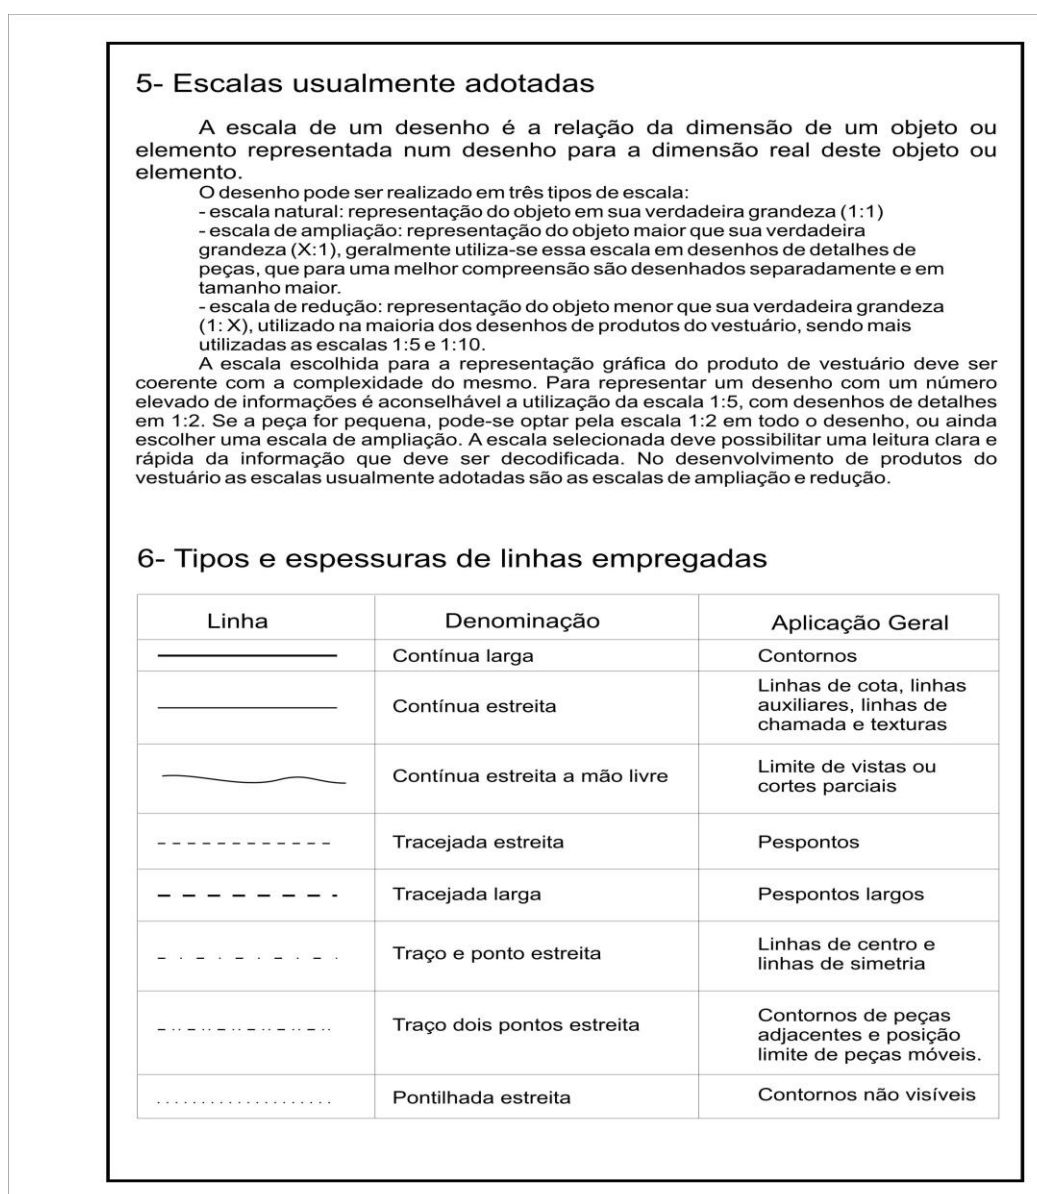 5- Escalas usualmente adotadas
A escala de um desenho é a relação da dimensão de um objeto ou
elemento representada num desenho para a dimensão real deste objeto ou
elemento.
O desenho pode ser realizado em três tipos de escala:
- escala natural: representação do objeto em sua verdadeira grandeza (1:1)
- escala de ampliação: representação do objeto maior que sua verdadeira
grandeza (X:1), geralmente utiliza-se essa escala em desenhos de detalhes de
peças, que para uma melhor compreensão são desenhados separadamente e em
tamanho maior.
- escala de redução: representação do objeto menor que sua verdadeira grandeza
(1: X), utilizado na maioria dos desenhos de produtos do vestuário, sendo mais
utilizadas as escalas 1:5 e 1:10.
A escala escolhida para a representação gráfica do produto de vestuário deve ser
coerente com a complexidade do mesmo. Para representar um desenho com um número
elevado de informações é aconselhável a utilização da escala 1:5, com desenhos de detalhes
em 1:2. Se a peça for pequena, pode-se optar pela escala 1:2 em todo o desenho, ou ainda
escolher uma escala de ampliação. A escala selecionada deve possibilitar uma leitura clara e
rápida da informação que deve ser decodificada. No desenvolvimento de produtos do
vestuário as escalas usualmente adotadas são as escalas de ampliação e redução.
6- Tipos e espessuras de linhas empregadas
Linha Denominação Aplicação Geral
Contínua larga Contornos
Contínua estreita Linhas de cota, linhas
auxiliares, linhas de
chamada e texturas
Contínua estreita a mão livre Limite de vistas ou
cortes parciais
Tracejada estreita Pespontos
Tracejada larga Pespontos largos
Traço e ponto estreita Linhas de centro e
linhas de simetria
Traço dois pontos estreita Contornos de peças
adjacentes e posição
limite de peças móveis.
Pontilhada estreita Contornos não visíveis